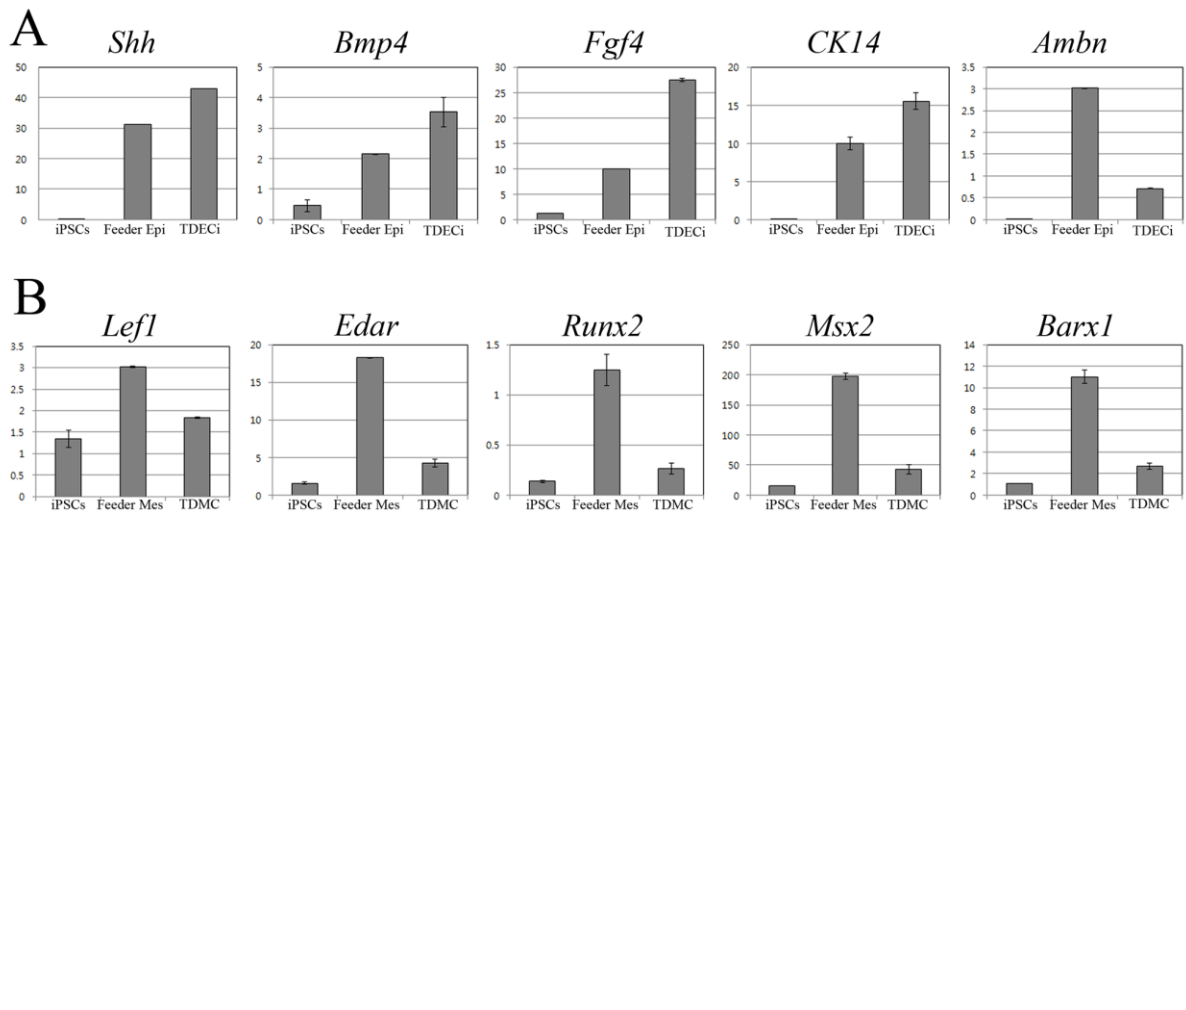 A
Shh
Bmp4
Fgf4
CK14
Ambn
50
40
30
20
10
0
iPSCs
Feeder Epi
TDECi
5
4
3
2
1
0
iPSCs
Feeder Epi
TDECi
30
25
20
15
10
5
0
iPSCs
Feeder Epi
TDECi
20
15
10
5
0
iPSCs
Feeder Epi
TDECi
3.5
3
2.5
2
1.5
1
0.5
0
iPSCs
Feeder Epi
TDECi
B
Lef1
Edar
Runx2
Msx2
Barx1
3.5
3
2.5
2
1.5
1
0.5
0
iPSCs
Feeder Mes
TDMC
20
15
10
5
0
iPSCs
Feeder Mes
TDMC
1.5
1
0.5
0
iPSCs
Feeder Mes
TDMC
250
200
150
100
50
0
iPSCs
Feeder Mes
TDMC
14
12
10
8
6
4
2
0
iPSCs
Feeder Mes
TDMC